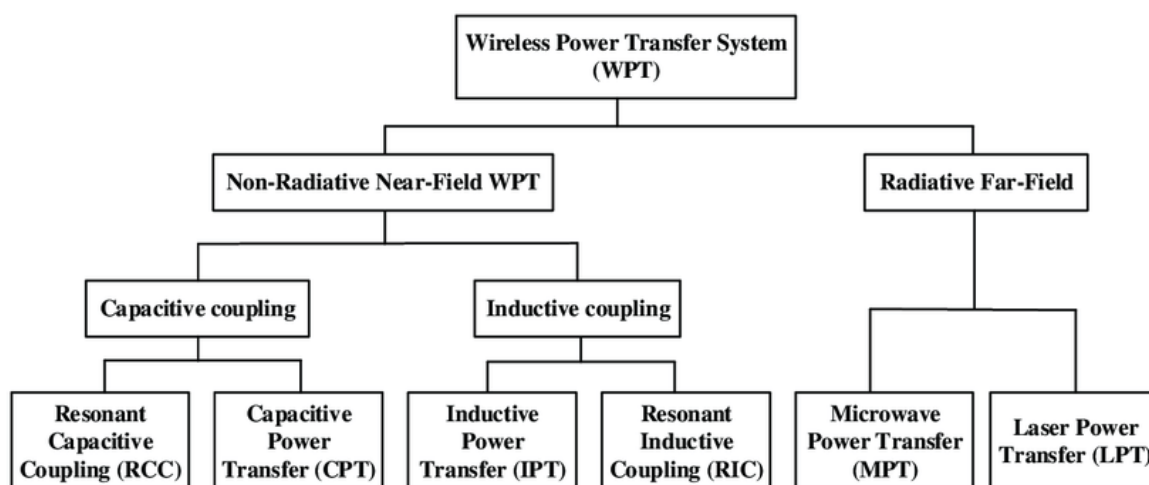 Wireless Power Transfer System
(WPT)
Non-Radiative Near-Field WPT
Radiative Far-Field
Capacitive coupling
Inductive coupling
Resonant
Capacitive
Coupling (RCC)
Capacitive
Power
Transfer (CPT)
Inductive
Power
Transfer (IPT)
Resonant
Inductive
Coupling (RIC)
Microwave
Power Transfer
(MPT)
Laser Power
Transfer (LPT)